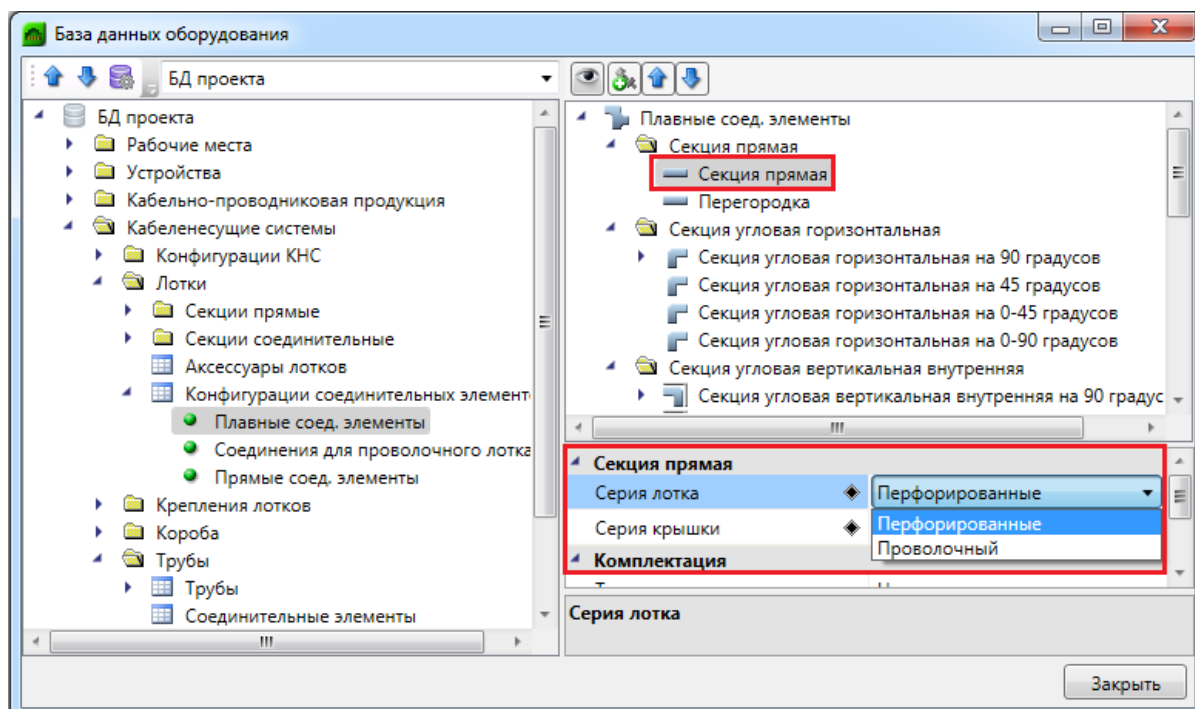 База данных оборудования
БД проекта
БД проекта
Рабочие места
Устройства
Кабельно-проводниковая продукция
Кабеленесущие системы
Конфигурации КНС
Лотки
Секции прямые
Секции соединительные
Аксессуары лотков
Конфигурации соединительных элемент
Плавные соед. элементы
Соединения для проволочного лотка
Прямые соед. элементы
Крепления лотков
Короба
Трубы
Трубы
Соединительные элементы
Плавные соед. элементы
Секция прямая
Секция прямая
Перегородка
Секция угловая горизонтальная
Секция угловая горизонтальная на 90 градусов
Секция угловая горизонтальная на 45 градусов
Секция угловая горизонтальная на 0-45 градусов
Секция угловая горизонтальная на 0-90 градусов
Секция угловая вертикальная внутренняя
Секция угловая вертикальная внутренняя на 90 градус
Секция прямая
Серия лотка Перфорированные
Серия крышки Перфорированные
Проволочный
Комплектация
Серия лотка
Закрыть